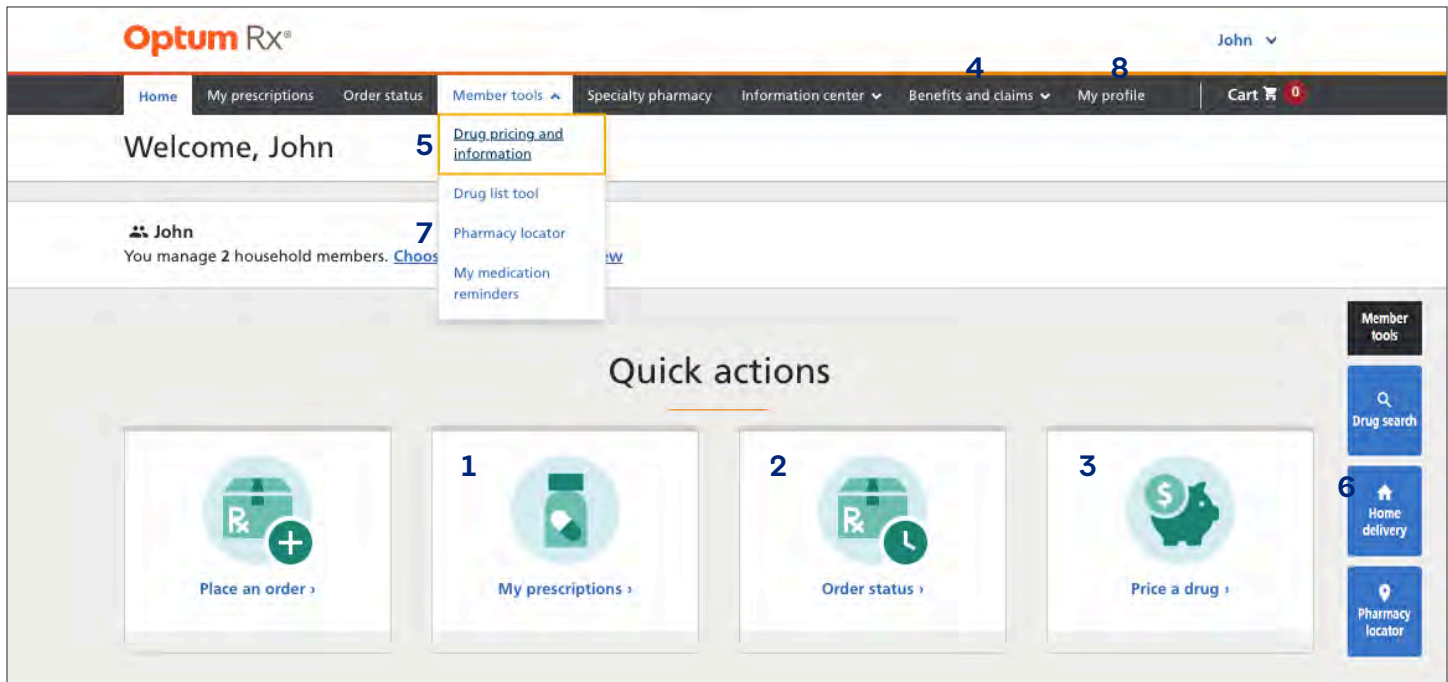 Optum Rx®
John
4
8
Home My prescriptions Order status Member tools Specialty pharmacy Information center Benefits and claims My profile Cart 0
Welcome, John
5
Drug pricing and
information
Drug list tool
John
7
Pharmacy locator
You manage 2 household members. Choos
ew
My medication
reminders
Member
tools
Quick actions
Drug search
1
2
3
6
Home
delivery
Place an order ›
My prescriptions ›
Order status ›
Price a drug ›
Pharmacy
locator